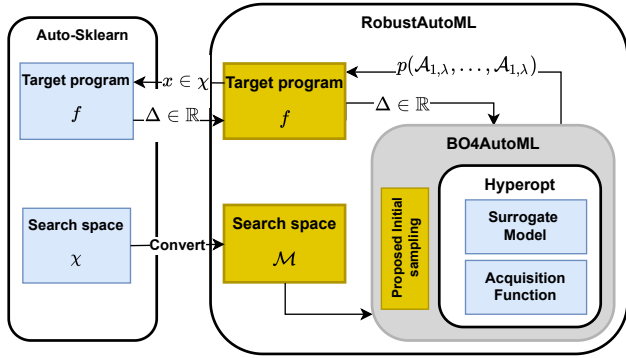 Auto-Sklearn
Target program
f
x ∈ χ
Δ ∈ ℝ
Search space
χ
Convert
RobustAutoML
Target program
f
p(𝒜₁,λ, . . . , 𝒜₁,λ)
Δ ∈ ℝ
Search space
ℳ
BO4AutoML
Proposed Initial
sampling
Hyperopt
Surrogate
Model
Acquisition
Function